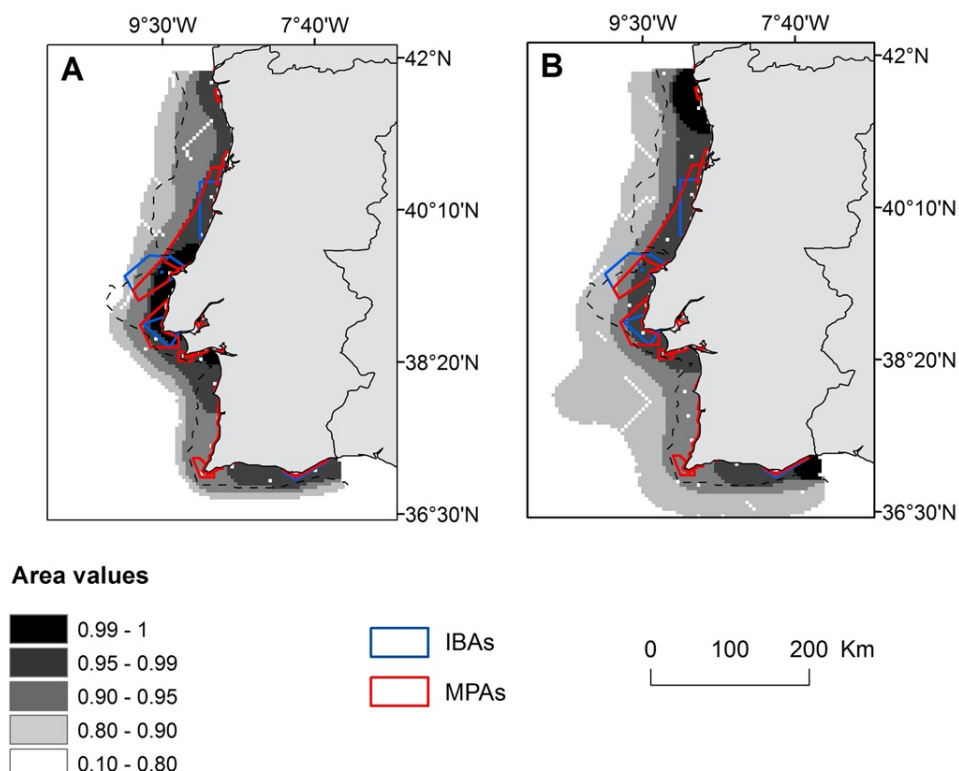 9°30'W 7°40'W 9°30'W 7°40'W
A B
42°N 42°N
40°10'N 40°10'N
38°20'N 38°20'N
36°30'N 36°30'N
Area values
0.99 - 1
0.95 - 0.99
0.90 - 0.95
0.80 - 0.90
0.10 - 0.80
IBAs
MPAs
0 100 200 Km